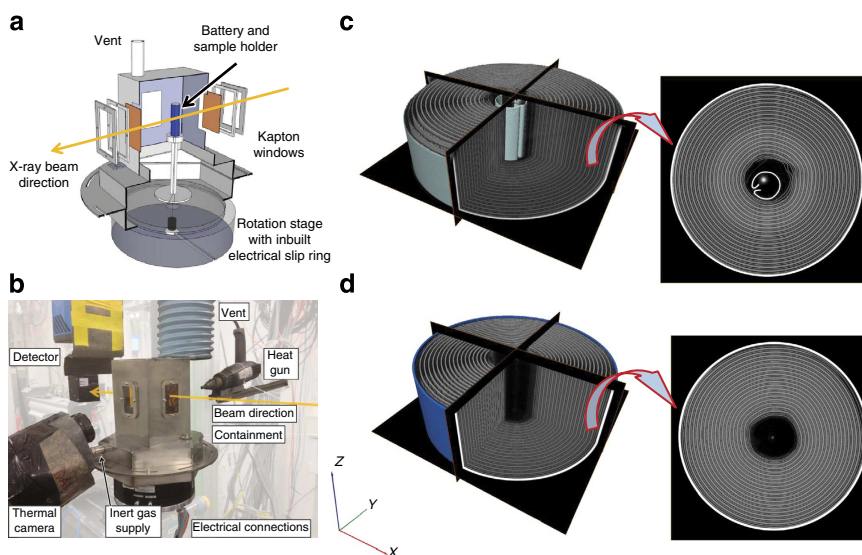 a
Vent
Battery and
sample holder
Kapton
windows
X-ray beam
direction
Rotation stage
with inbuilt
electrical slip ring
b
Vent
Detector
Heat
gun
Beam direction
Containment
Thermal
camera
Inert gas
supply
Electrical connections
c
d
Z
Y
X